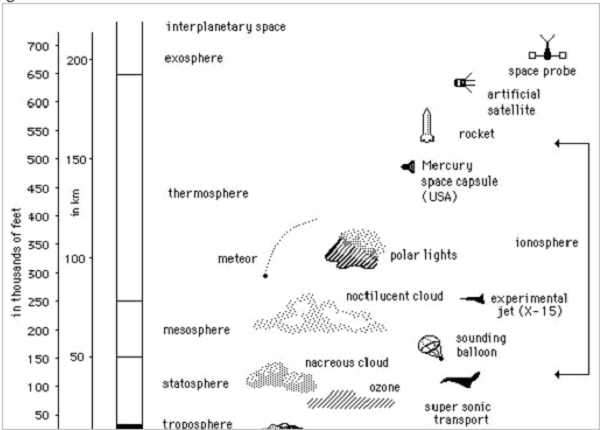 interplanetary space
700
650
600
550
500
450
400
350
300
250
200
150
100
50
in thousands of feet
200
150
100
50
in km
exosphere
space probe
artificial
satellite
rocket
Mercury
space capsule
(USA)
thermosphere
ionosphere
meteor
polar lights
noctilucent cloud
experimental
jet (X-15)
mesosphere
sounding
balloon
nacreous cloud
statosphere
ozone
super sonic
transport
troposphere